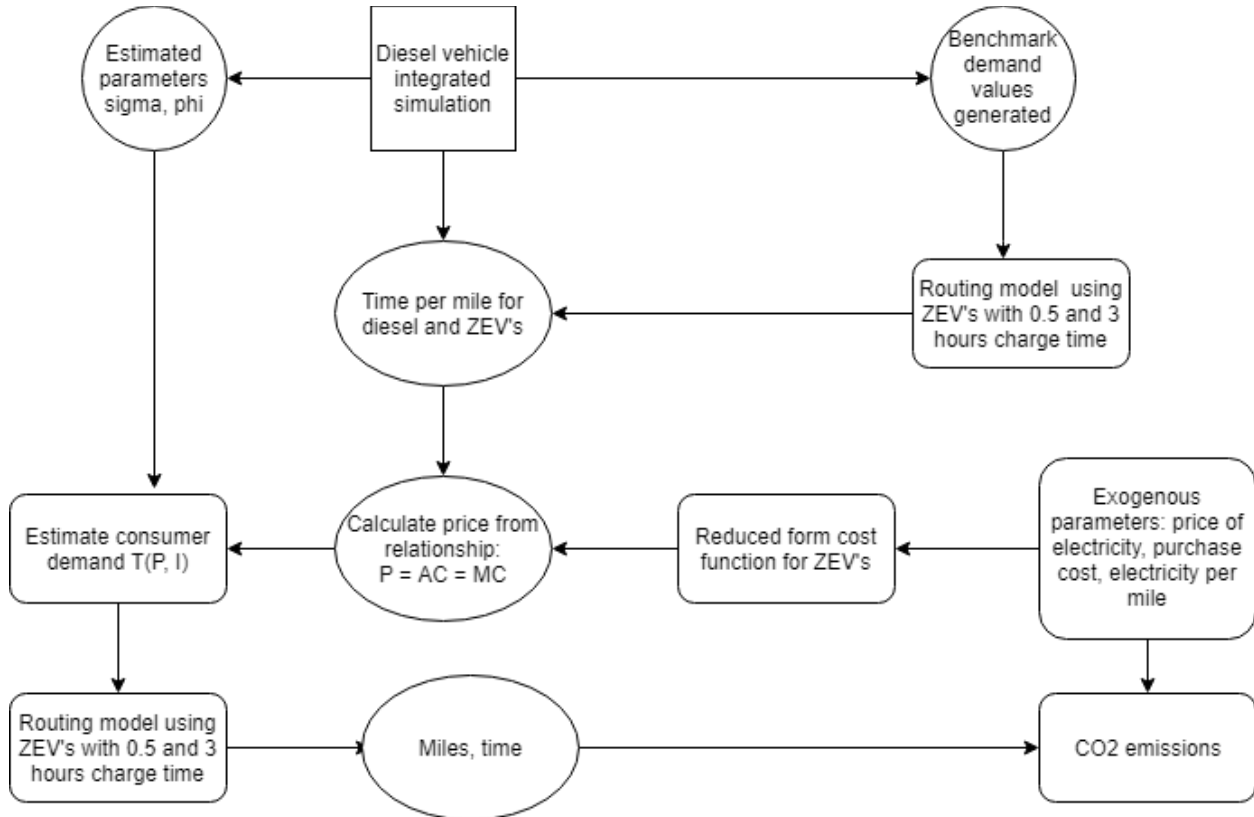 Estimated
parameters
sigma, phi
Diesel vehicle
integrated
simulation
Benchmark
demand
values
generated
Time per mile for
diesel and ZEV's
Routing model using
ZEV's with 0.5 and 3
hours charge time
Estimate consumer
demand T(P, I)
Calculate price from
relationship:
P = AC = MC
Reduced form cost
function for ZEV's
Exogenous
parameters: price of
electricity, purchase
cost, electricity per
mile
Routing model using
ZEV's with 0.5 and 3
hours charge time
Miles, time
CO2 emissions